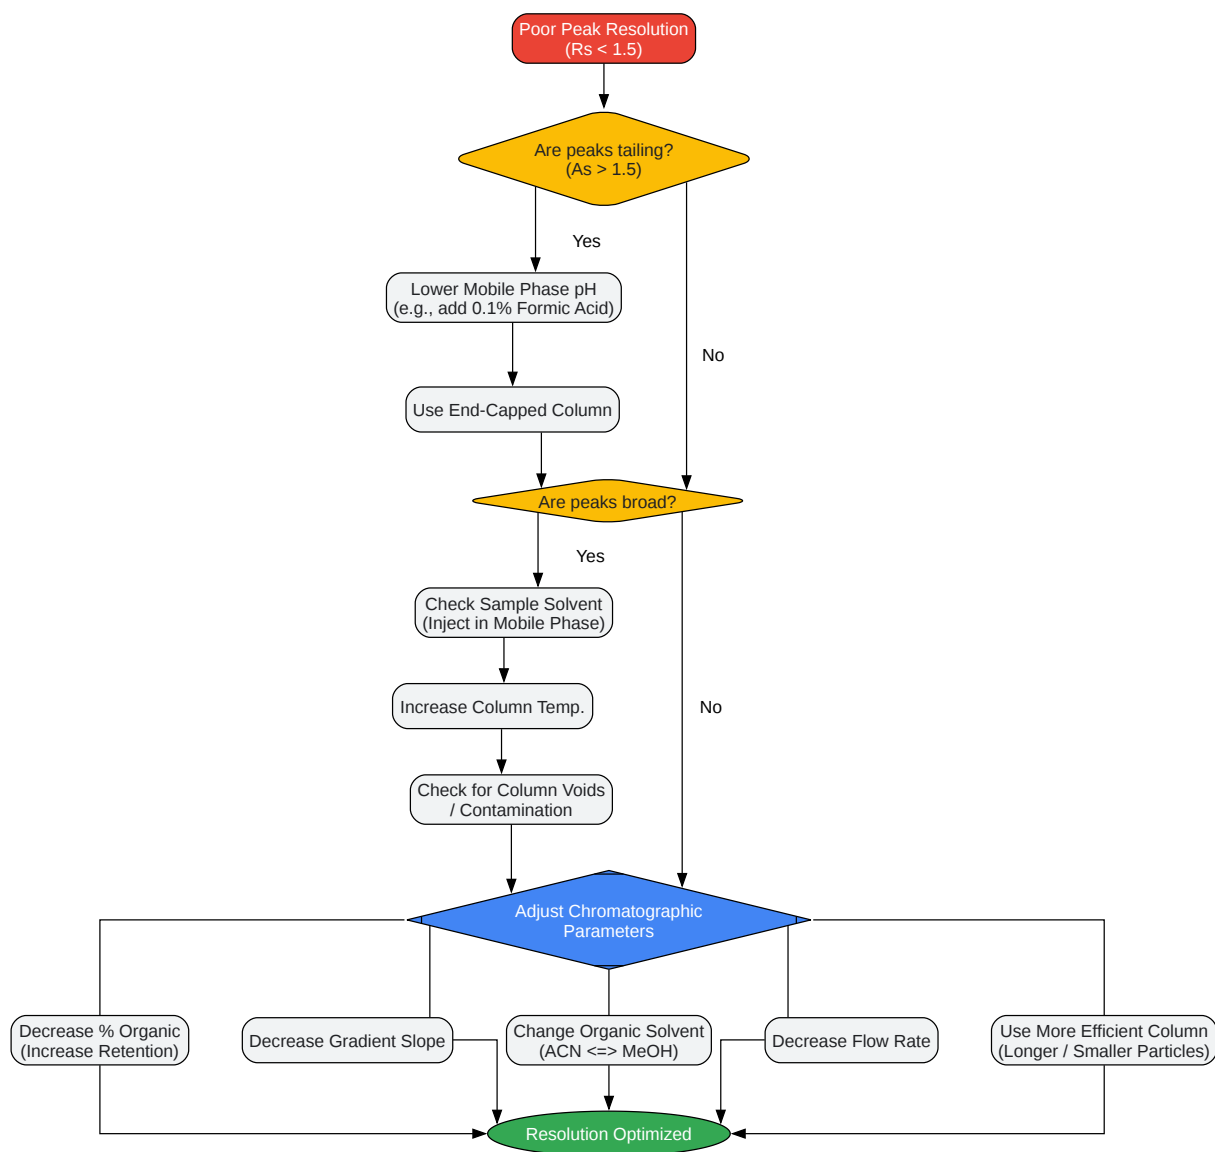 Poor Peak Resolution
(Rs < 1.5)
Are peaks tailing?
(As > 1.5)
Yes
Lower Mobile Phase pH
(e.g., add 0.1% Formic Acid)
No
Use End-Capped Column
Are peaks broad?
Yes
Check Sample Solvent
(Inject in Mobile Phase)
Increase Column Temp.
No
Check for Column Voids
/ Contamination
Adjust Chromatographic
Parameters
Decrease % Organic
(Increase Retention)
Decrease Gradient Slope
Change Organic Solvent
(ACN <=> MeOH)
Decrease Flow Rate
Use More Efficient Column
(Longer / Smaller Particles)
Resolution Optimized